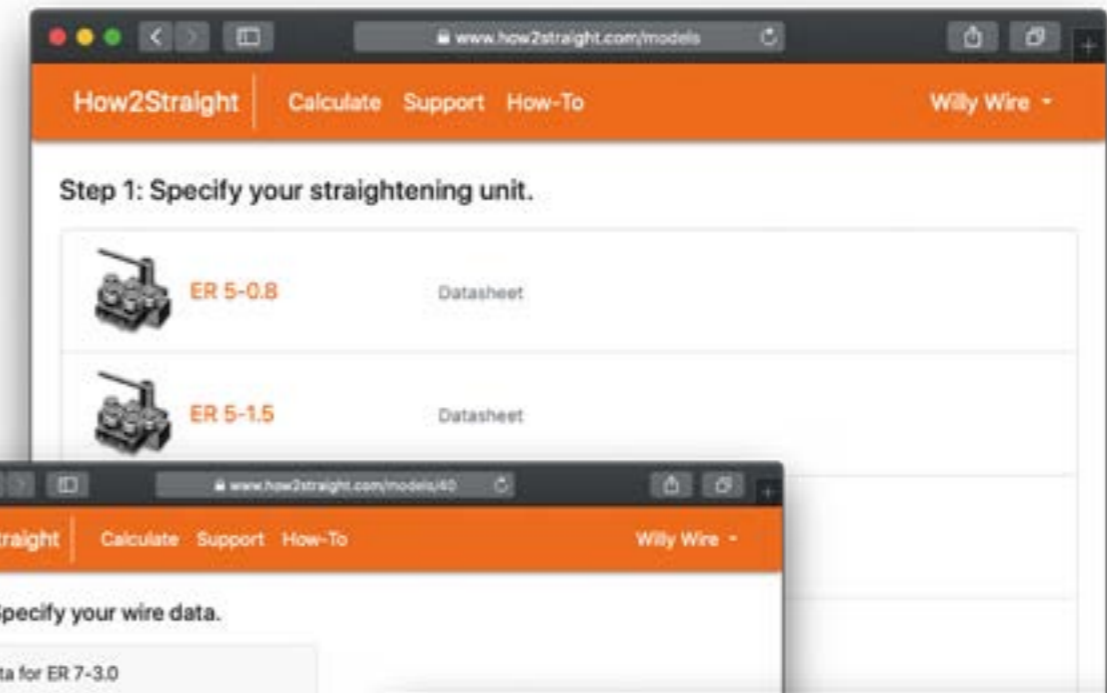 www.how2straight.com/models
How2Straight Calculate Support How-To Willy Wire
Step 1: Specify your straightening unit.
ER 5-0.8 Datasheet
ER 5-1.5 Datasheet
www.how2straight.com/models/40
traight Calculate Support How-To Willy Wire
pecify your wire data.
ta for ER 7-3.0